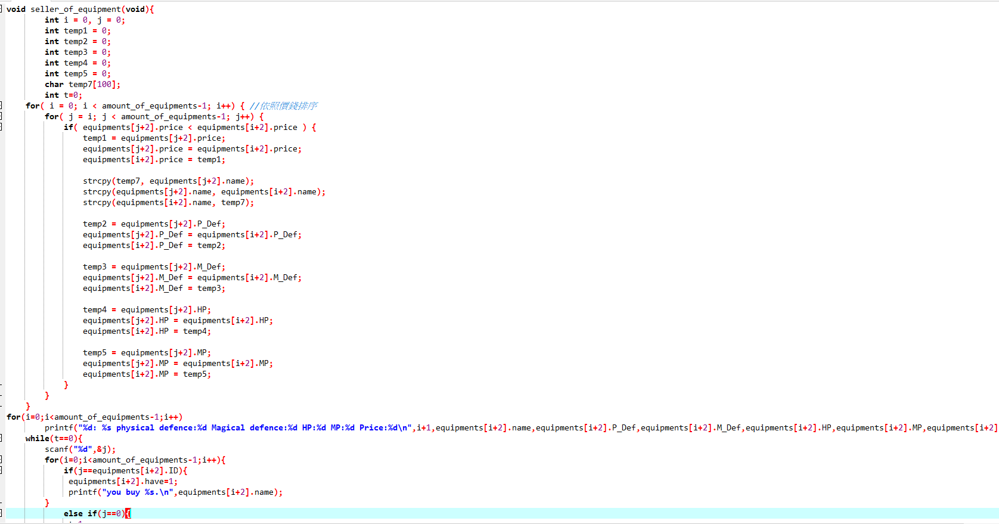 void seller_of_equipment(void){
int i = 0, j = 0;
int temp1 = 0;
int temp2 = 0;
int temp3 = 0;
int temp4 = 0;
int temp5 = 0;
char temp7[100];
int t=0;
for( i = 0; i < amount_of_equipments-1; i++) { //依照價錢排序
for( j = i; j < amount_of_equipments-1; j++) {
if( equipments[j+2].price < equipments[i+2].price ) {
temp1 = equipments[j+2].price;
equipments[j+2].price = equipments[i+2].price;
equipments[i+2].price = temp1;
strcpy(temp7, equipments[j+2].name);
strcpy(equipments[j+2].name, equipments[i+2].name);
strcpy(equipments[i+2].name, temp7);
temp2 = equipments[j+2].P_Def;
equipments[j+2].P_Def = equipments[i+2].P_Def;
equipments[i+2].P_Def = temp2;
temp3 = equipments[j+2].M_Def;
equipments[j+2].M_Def = equipments[i+2].M_Def;
equipments[i+2].M_Def = temp3;
temp4 = equipments[j+2].HP;
equipments[j+2].HP = equipments[i+2].HP;
equipments[i+2].HP = temp4;
temp5 = equipments[j+2].MP;
equipments[j+2].MP = equipments[i+2].MP;
equipments[i+2].MP = temp5;
}
}
}
for(i=0;i<amount_of_equipments-1;i++)
printf("%d: %s physical defence:%d Magical defence:%d HP:%d MP:%d Price:%d\n",i+1,equipments[i+2].name,equipments[i+2].P_Def,equipments[i+2].M_Def,equipments[i+2].HP,equipments[i+2].MP,equipments[i+2]
while(t==0){
scanf("%d",&j);
for(i=0;i<amount_of_equipments-1;i++){
if(j==equipments[i+2].ID){
equipments[i+2].have=1;
printf("you buy %s.\n",equipments[i+2].name);
}
else if(j==0){